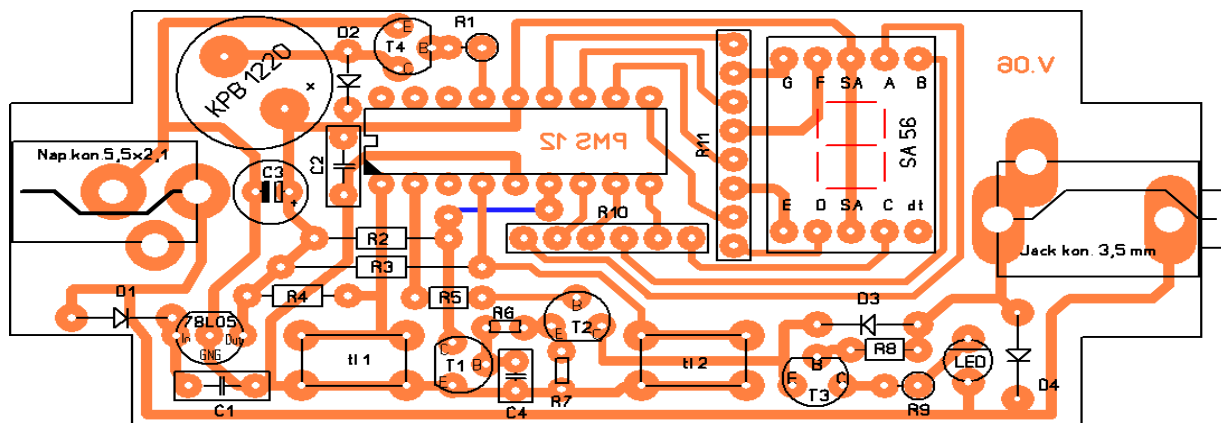 D2
E
T4
B
C
R1
KPB 1220
+
V.06
G F SA A B
PMS 12
R11
SA 56
C2
Nap.kon.5,5x2,1
C3
+
E D SA C dt
R10
R2
R3
R4
R5
Jack kon. 3,5 mm
D1
78L05
In
Out
GNG
R6
B
E
C
T2
D3
R8
tl 1
C
T1
B
E
tl 2
B
E
C
T3
LED
C1
C4
R7
R9
D4